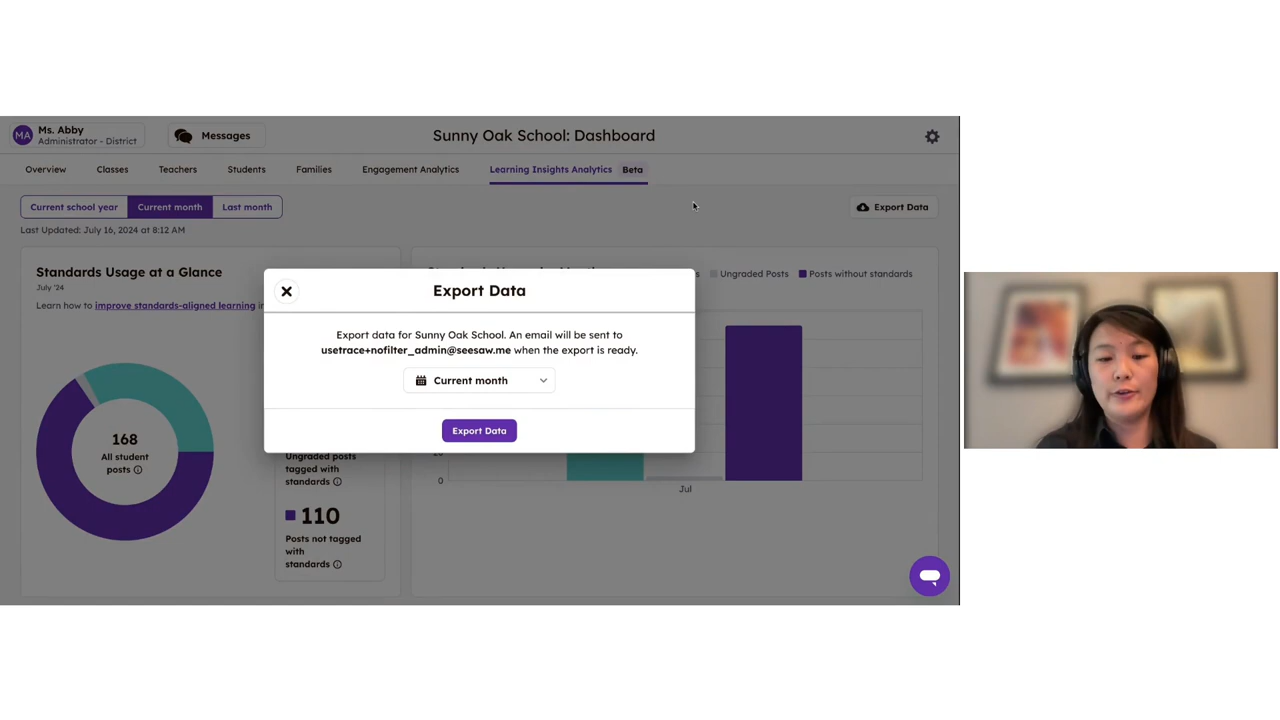 MA
Ms. Abby
Administrator - District
Messages
Sunny Oak School: Dashboard
Overview
Classes
Teachers
Students
Families
Engagement Analytics
Learning Insights Analytics
Beta
Current school year
Current month
Last month
Export Data
Last Updated: July 16, 2024 at 8:12 AM
Standards Usage at a Glance
July '24
Learn how to improve standards-aligned learning
168
All student
posts
Ungraded posts
tagged with
standards
110
Posts not tagged
with
standards
Ungraded Posts
Posts without standards
0
Jul
Export Data
Export data for Sunny Oak School. An email will be sent to
usetrace+nofilter_admin@seesaw.me when the export is ready.
Current month
Export Data